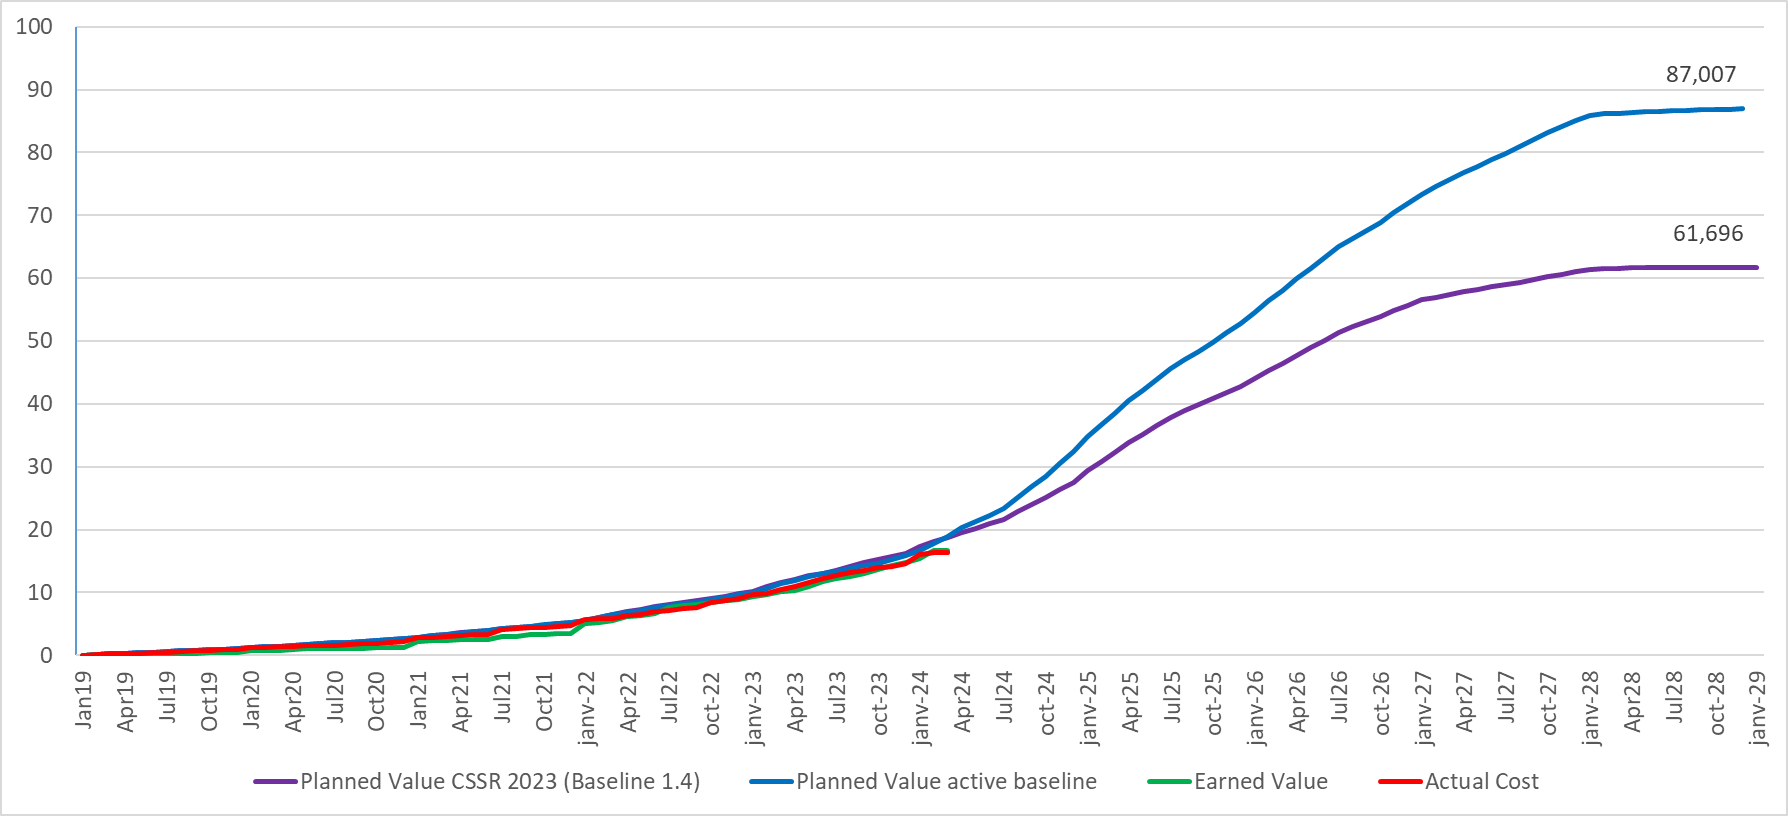 100
90
80
70
60
50
40
30
20
10
0
87,007
61,696
Jan19
Apr19
Jul19
Oct19
Jan20
Apr20
Jul20
Oct20
Jan21
Apr21
Jul21
Oct21
janv-22
Apr22
Jul22
oct-22
janv-23
Apr23
Jul23
oct-23
janv-24
Apr24
Jul24
oct-24
janv-25
Apr25
Jul25
oct-25
janv-26
Apr26
Jul26
oct-26
janv-27
Apr27
Jul27
oct-27
janv-28
Apr28
Jul28
oct-28
janv-29
Planned Value CSSR 2023 (Baseline 1.4) Planned Value active baseline Earned Value Actual Cost